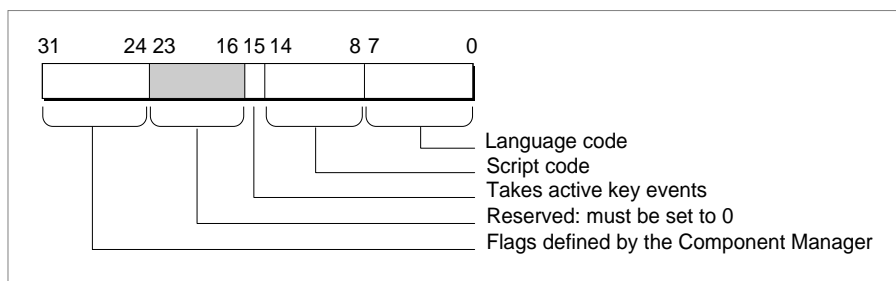 31 24 23 16 15 14 8 7 0
Language code
Script code
Takes active key events
Reserved: must be set to 0
Flags defined by the Component Manager